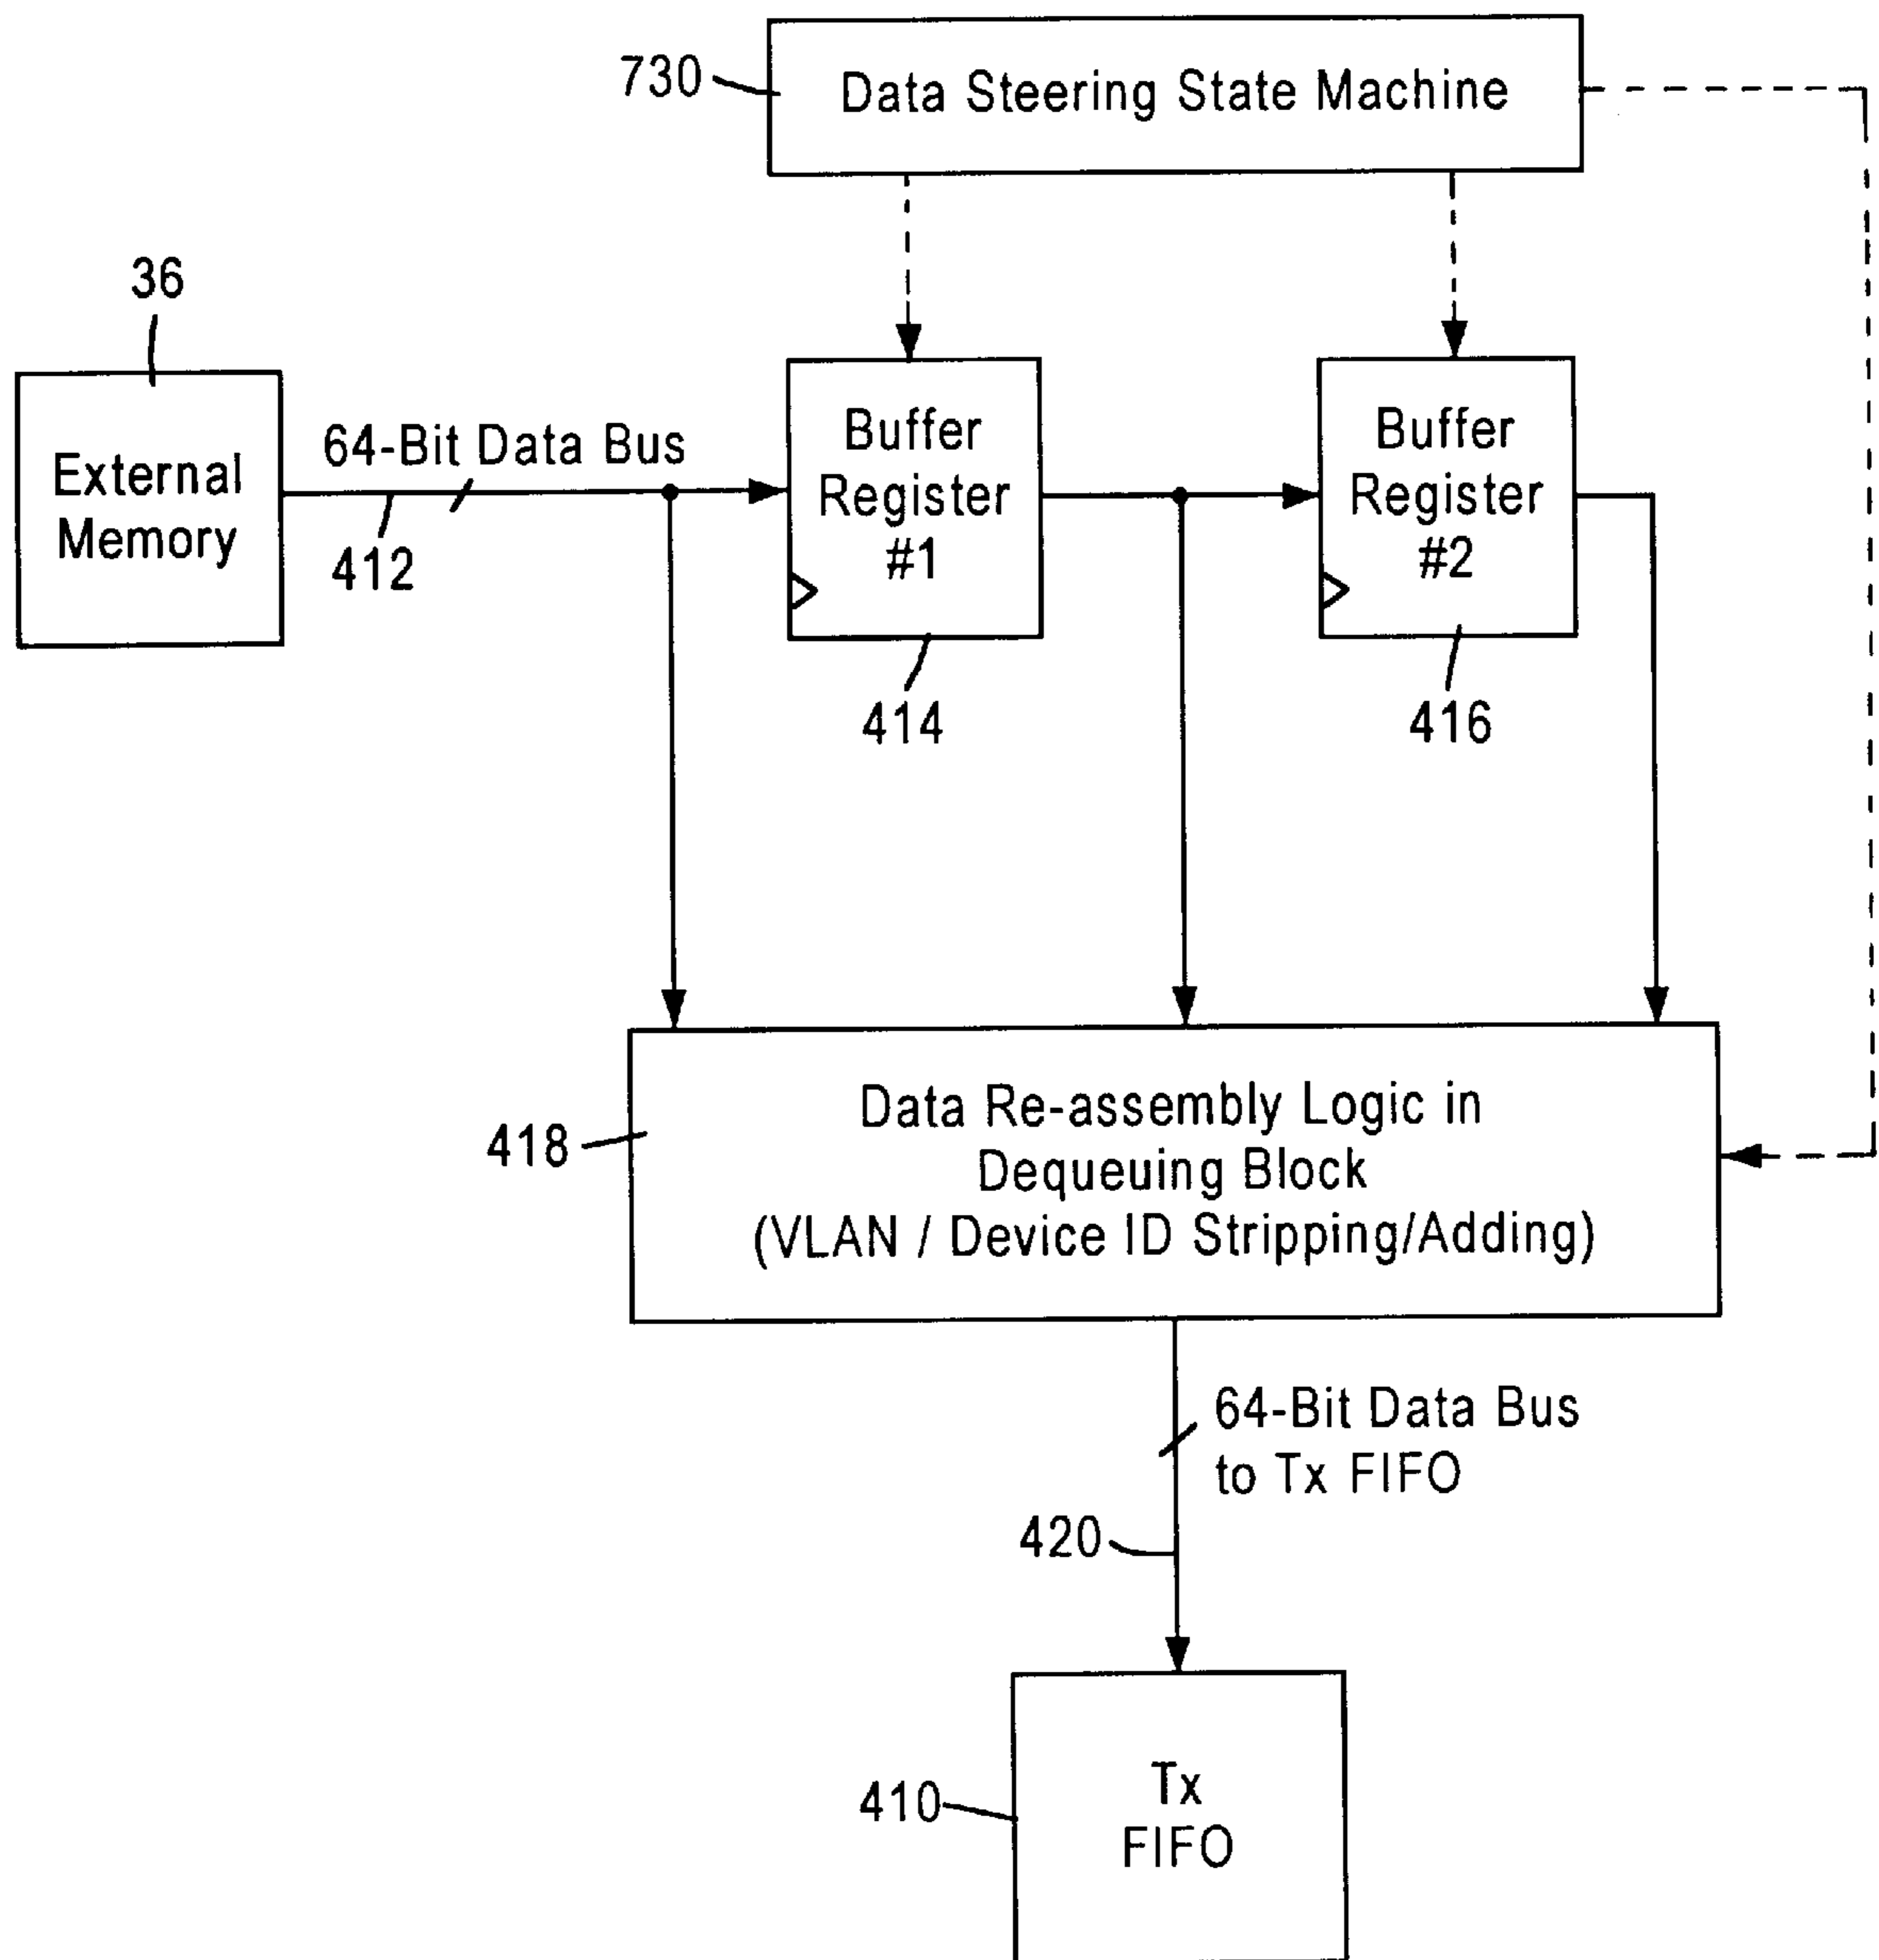 730
Data Steering State Machine
36
External
Memory
64-Bit Data Bus
412
Buffer
Register
#1
414
Buffer
Register
#2
416
418
Data Re-assembly Logic in
Dequeuing Block
(VLAN / Device ID Stripping/Adding)
64-Bit Data Bus
to Tx FIFO
420
410
Tx
FIFO